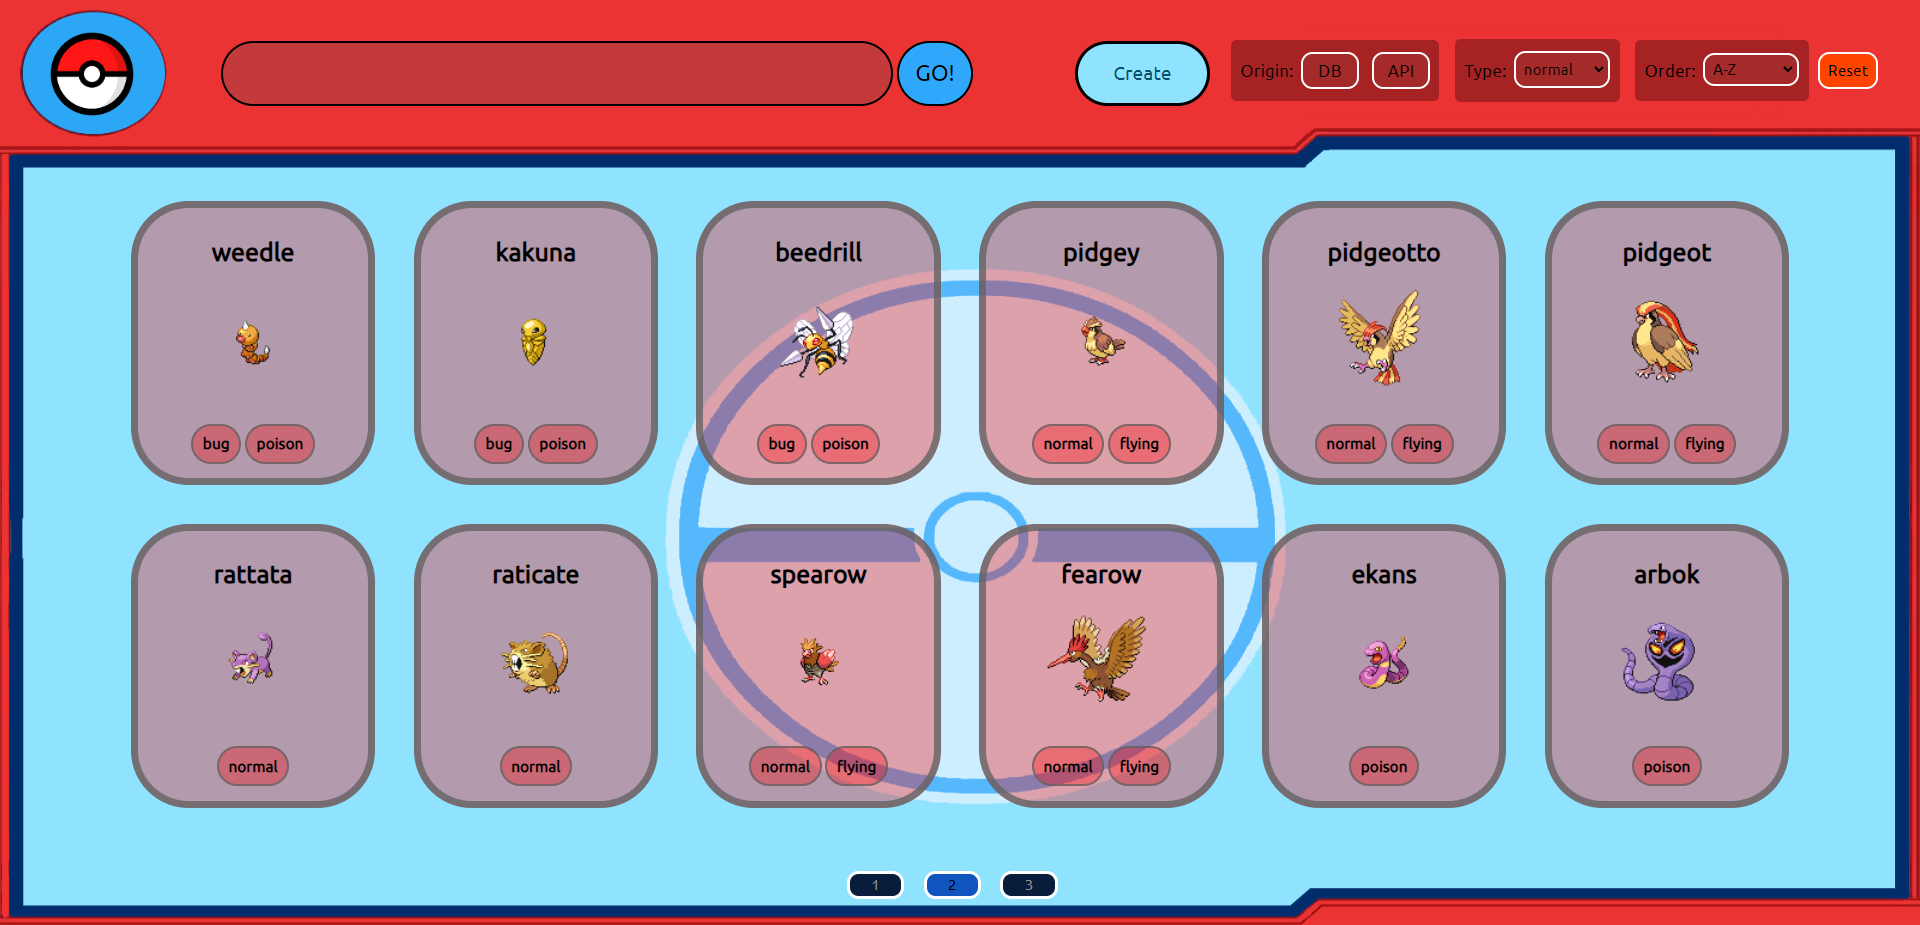 GO!
Create
Origin: DB API
Type: normal
Order: A-Z
Reset
weedle
bug poison
kakuna
bug poison
beedrill
bug poison
pidgey
normal flying
pidgeotto
normal flying
pidgeot
normal flying
rattata
normal
raticate
normal
spearow
normal flying
fearow
normal flying
ekans
poison
arbok
poison
1 2 3